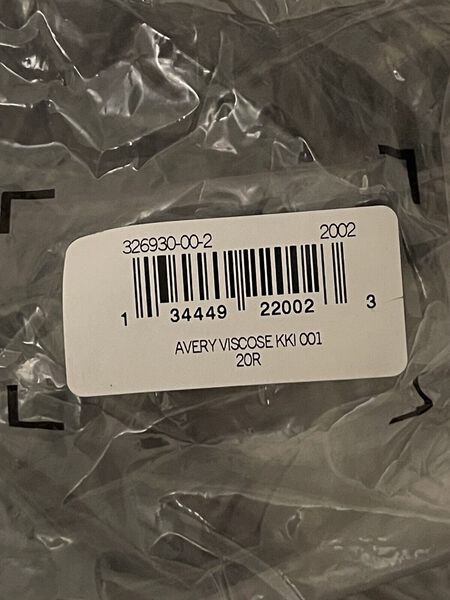 326930-00-2 2002
1 34449 22002 3
AVERY VISCOSE KKI 001
20R